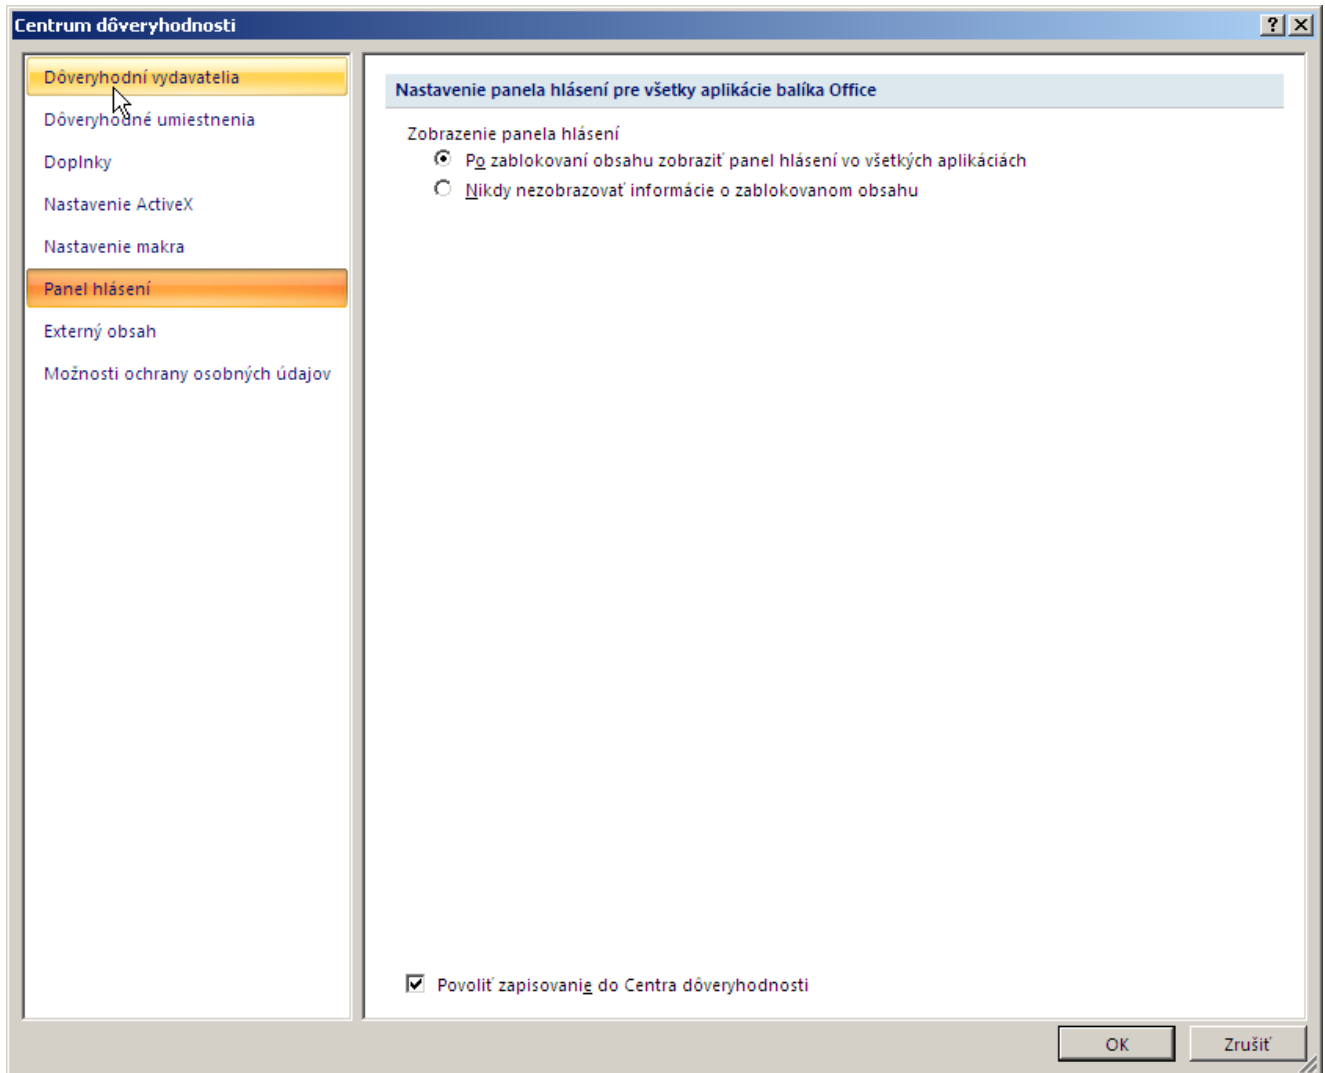 Centrum dôveryhodnosti
Dôveryhodní vydavatelia
Dôveryhodné umiestnenia
Doplnky
Nastavenie ActiveX
Nastavenie makra
Panel hlásení
Externý obsah
Možnosti ochrany osobných údajov
Nastavenie panela hlásení pre všetky aplikácie balíka Office
Zobrazenie panela hlásení
Po zablokovaní obsahu zobraziť panel hlásení vo všetkých aplikáciách
Nikdy nezobrazovať informácie o zablokovanom obsahu
Povoliť zapisovanie do Centra dôveryhodnosti
OK
Zrušiť